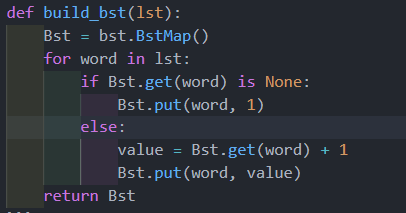 def build_bst(lst):
    Bst = bst.BstMap()
    for word in lst:
        if Bst.get(word) is None:
            Bst.put(word, 1)
        else:
            value = Bst.get(word) + 1
            Bst.put(word, value)
    return Bst